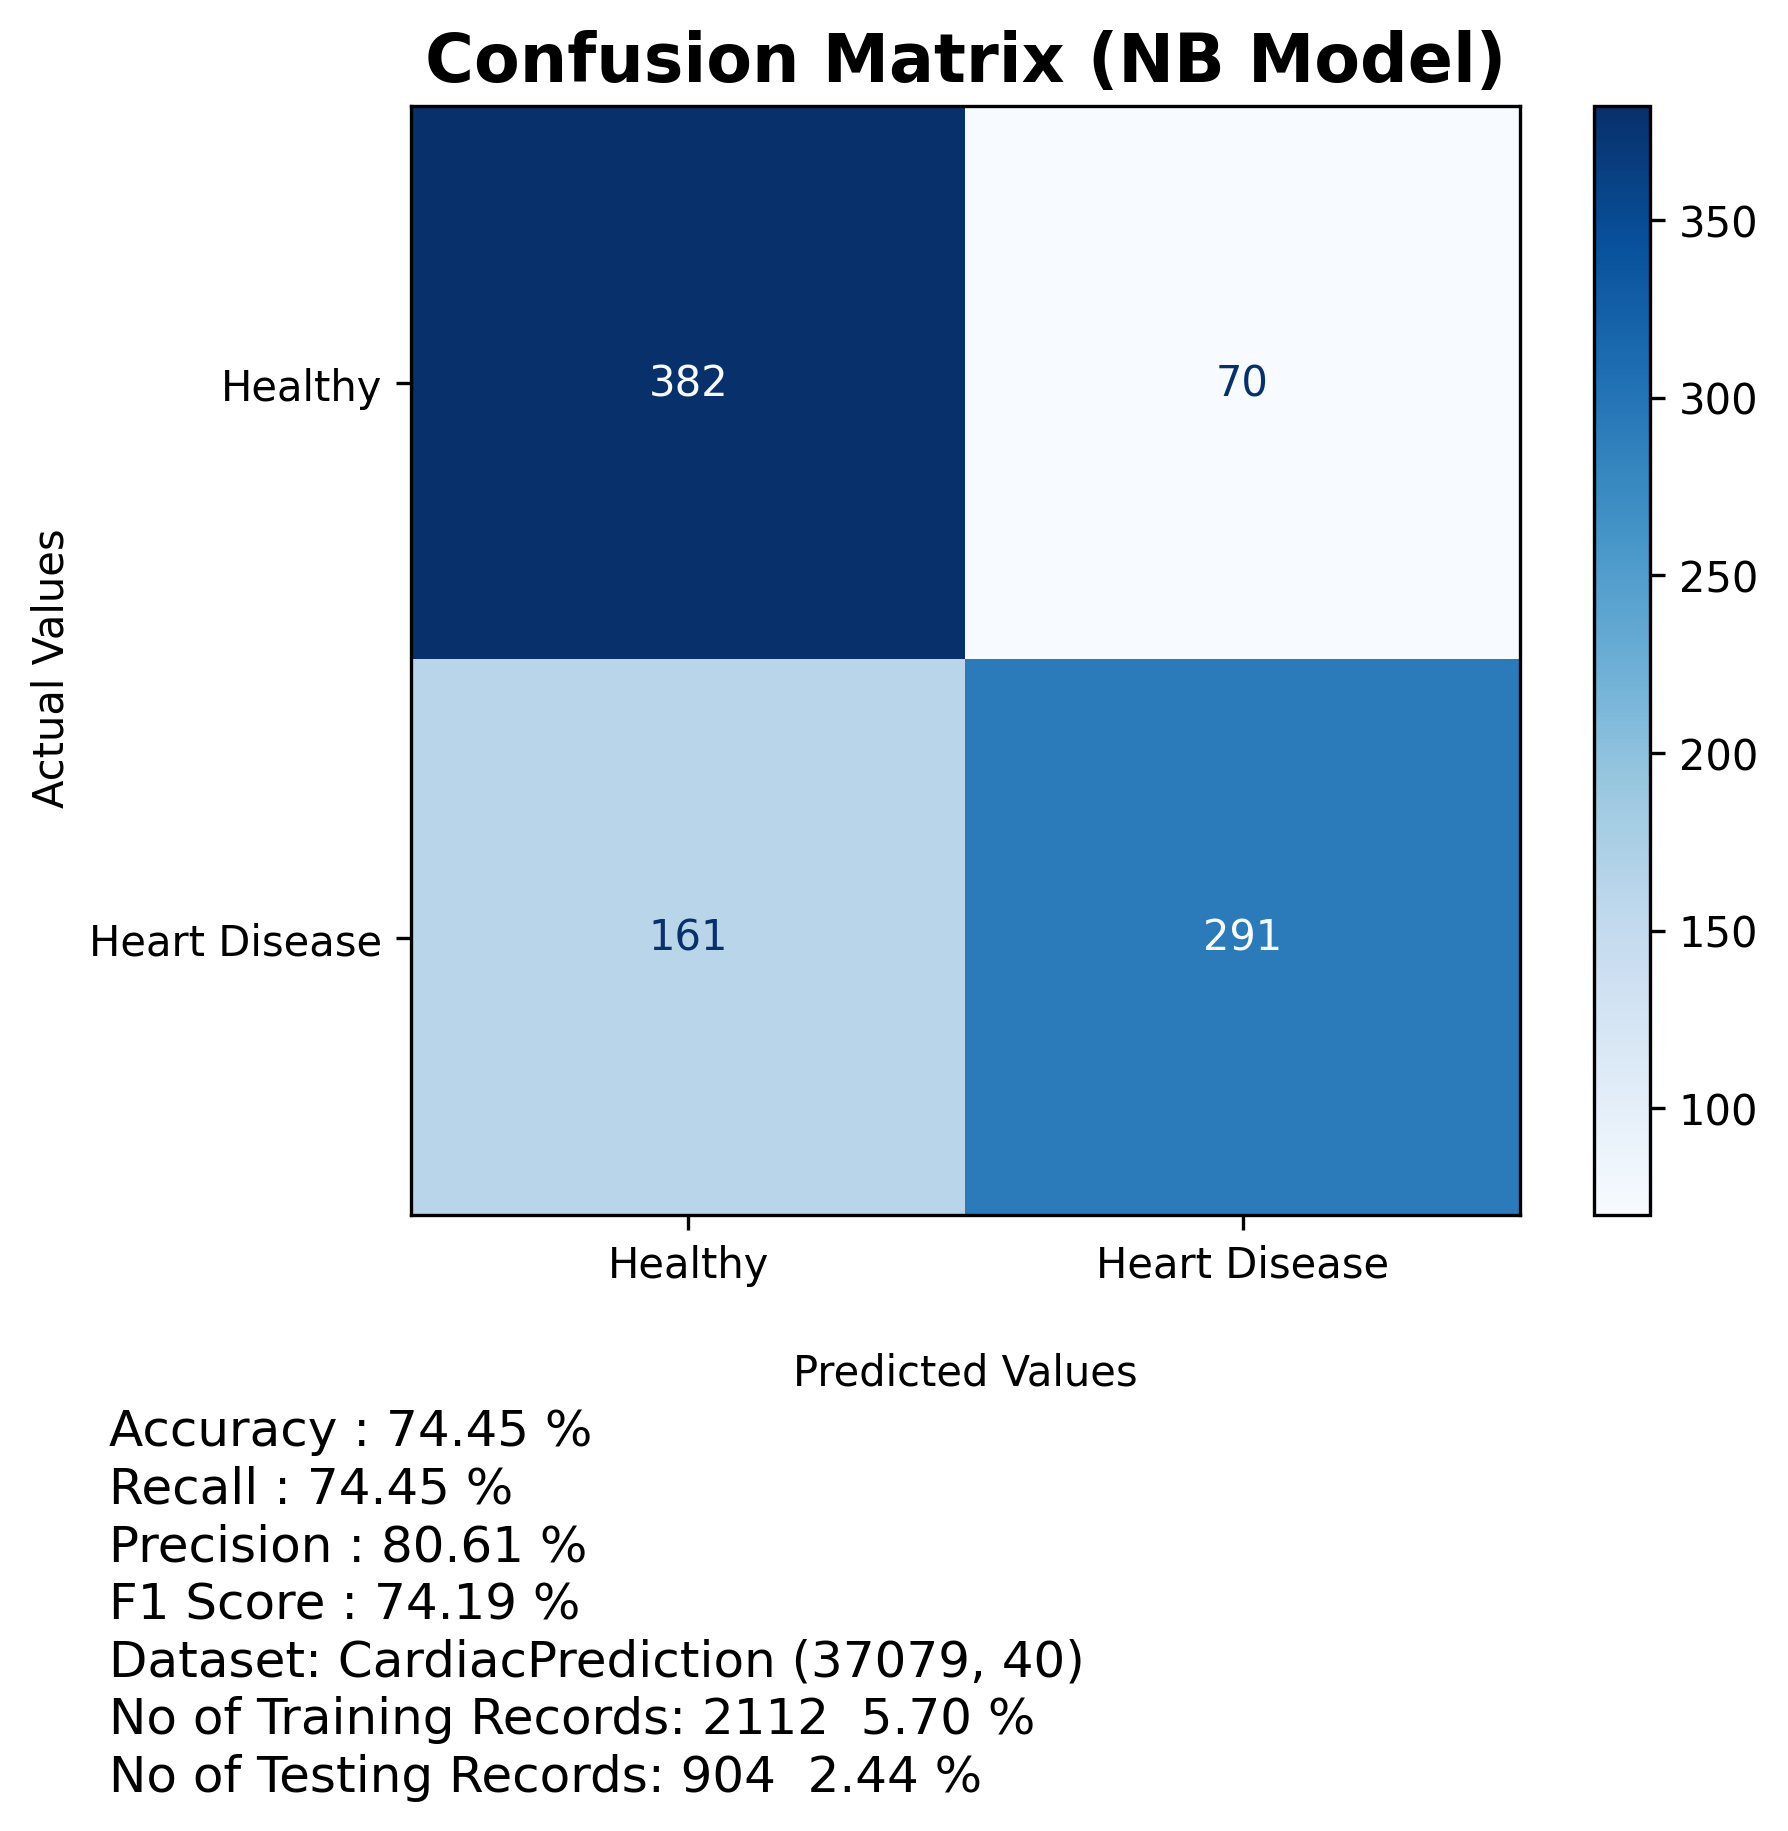 Confusion Matrix (NB Model)
Actual Values
Healthy
382
70
Heart Disease
161
291
Healthy
Heart Disease
Predicted Values
350
300
250
200
150
100
Accuracy : 74.45 %
Recall : 74.45 %
Precision : 80.61 %
F1 Score : 74.19 %
Dataset: CardiacPrediction (37079, 40)
No of Training Records: 2112  5.70 %
No of Testing Records: 904  2.44 %